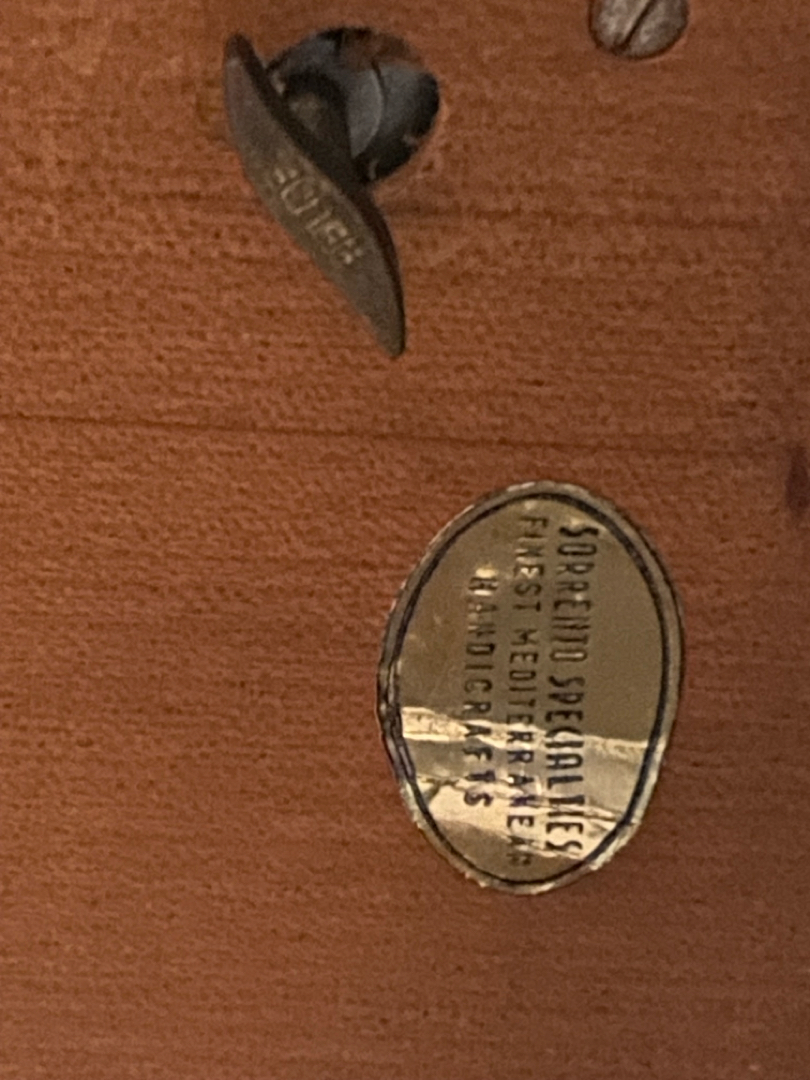 SORRENTO SPECIALTIES
FINEST MEDITERRANEAN
HANDICRAFTS